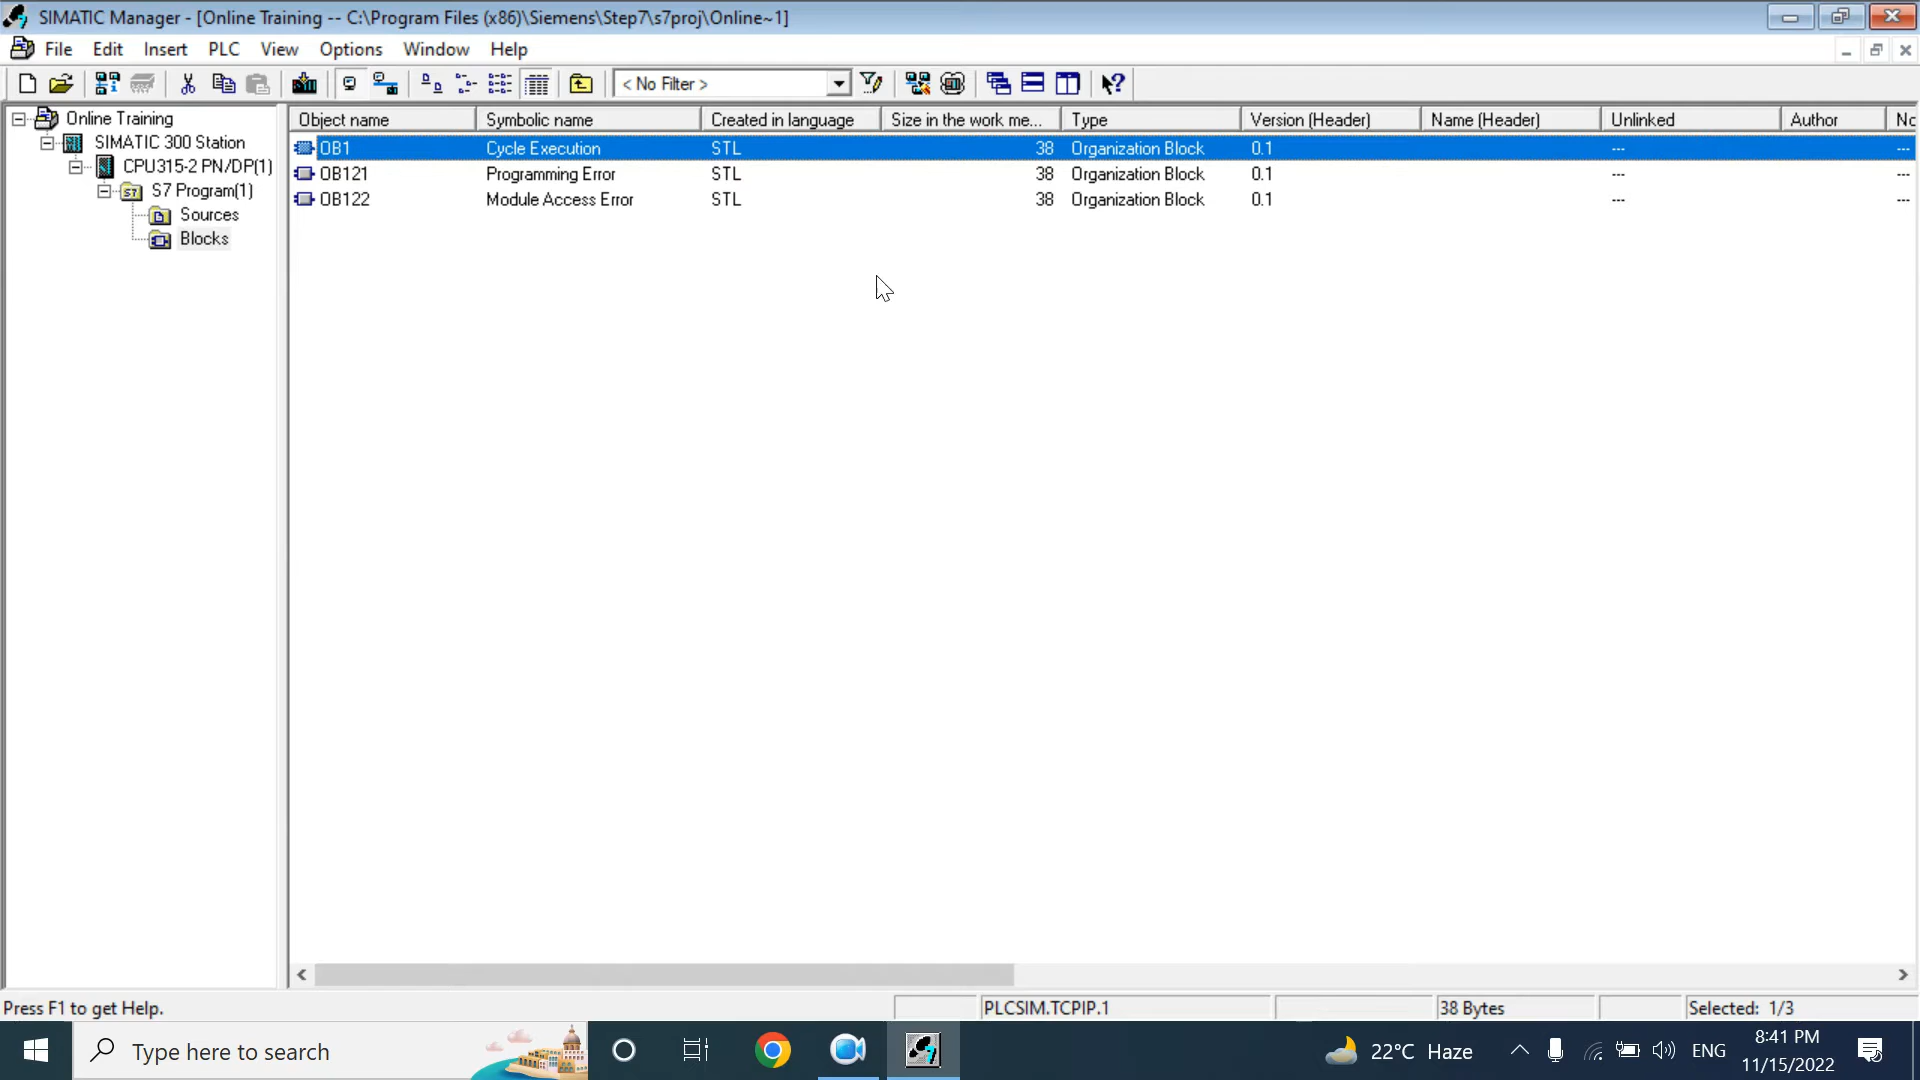 SIMATIC Manager - [Online Training -- C:\Program Files (x86)\Siemens\Step7\s7proj\Online~1]
File Edit Insert PLC View Options Window Help
< No Filter >
Online Training
SIMATIC 300 Station
CPU315-2 PN/DP(1)
S7 Program(1)
Sources
Blocks
Object name Symbolic name Created in language Size in the work me... Type Version (Header) Name (Header) Unlinked Author Nc
OB1 Cycle Execution STL 38 Organization Block 0.1 --- ---
OB121 Programming Error STL 38 Organization Block 0.1 --- ---
OB122 Module Access Error STL 38 Organization Block 0.1 --- ---
Press F1 to get Help. PLCSIM.TCPIP.1 38 Bytes Selected: 1/3
Type here to search 22°C Haze ENG 8:41 PM
11/15/2022